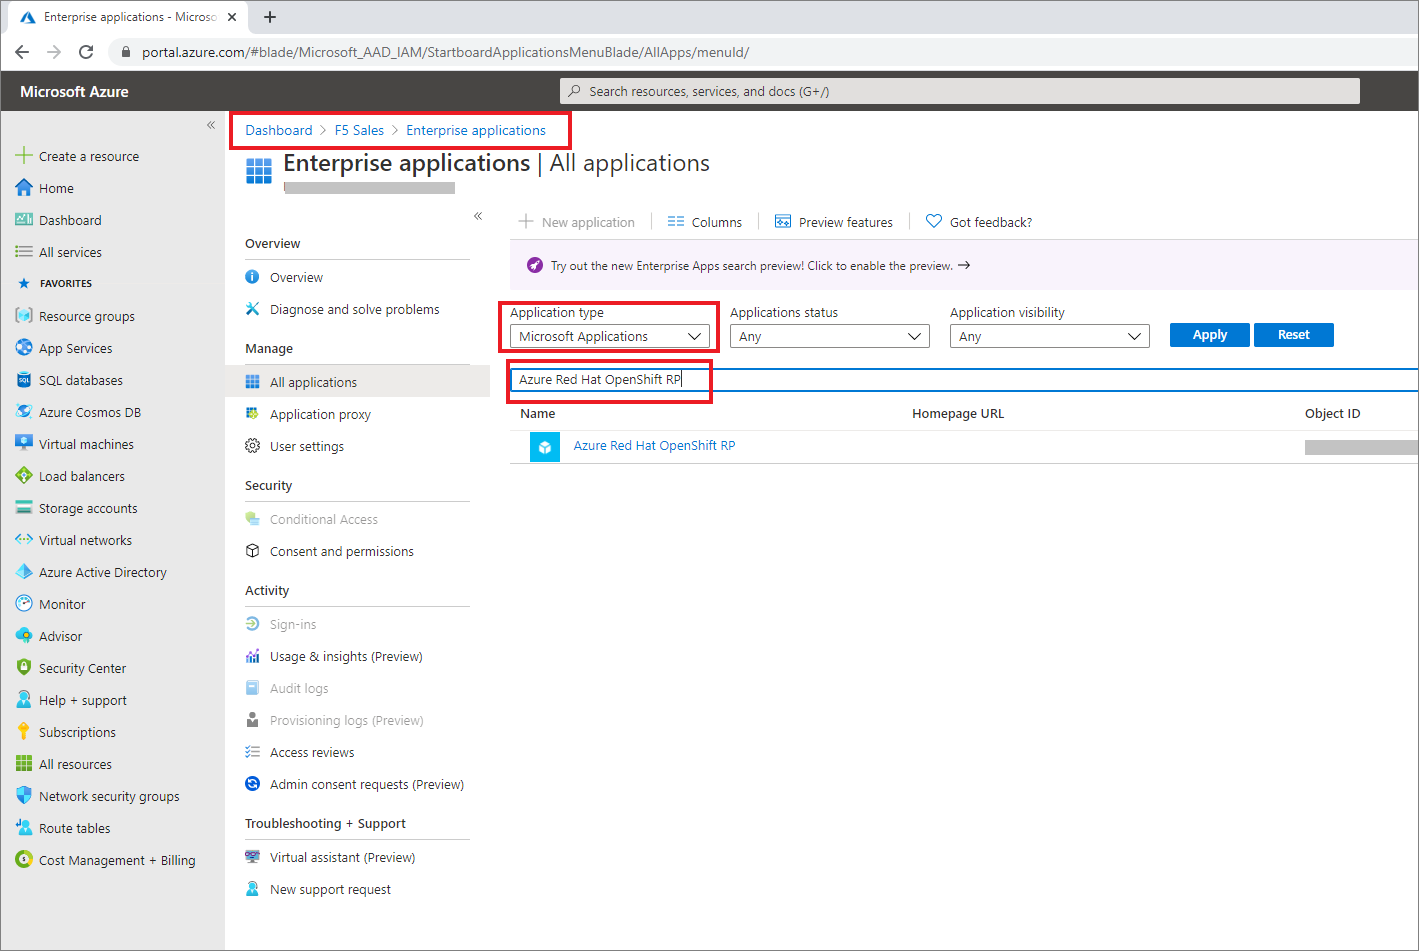 Enterprise applications - Microso
portal.azure.com/#blade/Microsoft_AAD_IAM/StartboardApplicationsMenuBlade/AllApps/menuId/
Microsoft Azure
Search resources, services, and docs (G+/)
Create a resource
Home
Dashboard
All services
FAVORITES
Resource groups
App Services
SQL databases
Azure Cosmos DB
Virtual machines
Load balancers
Storage accounts
Virtual networks
Azure Active Directory
Monitor
Advisor
Security Center
Help + support
Subscriptions
All resources
Network security groups
Route tables
Cost Management + Billing
Dashboard > F5 Sales > Enterprise applications
Enterprise applications | All applications
Overview
Overview
Diagnose and solve problems
Manage
All applications
Application proxy
User settings
Security
Conditional Access
Consent and permissions
Activity
Sign-ins
Usage & insights (Preview)
Audit logs
Provisioning logs (Preview)
Access reviews
Admin consent requests (Preview)
Troubleshooting + Support
Virtual assistant (Preview)
New support request
New application
Columns
Preview features
Got feedback?
Try out the new Enterprise Apps search preview! Click to enable the preview. →
Application type
Microsoft Applications
Applications status
Any
Application visibility
Any
Apply
Reset
Azure Red Hat OpenShift RP
Name Homepage URL Object ID
Azure Red Hat OpenShift RP